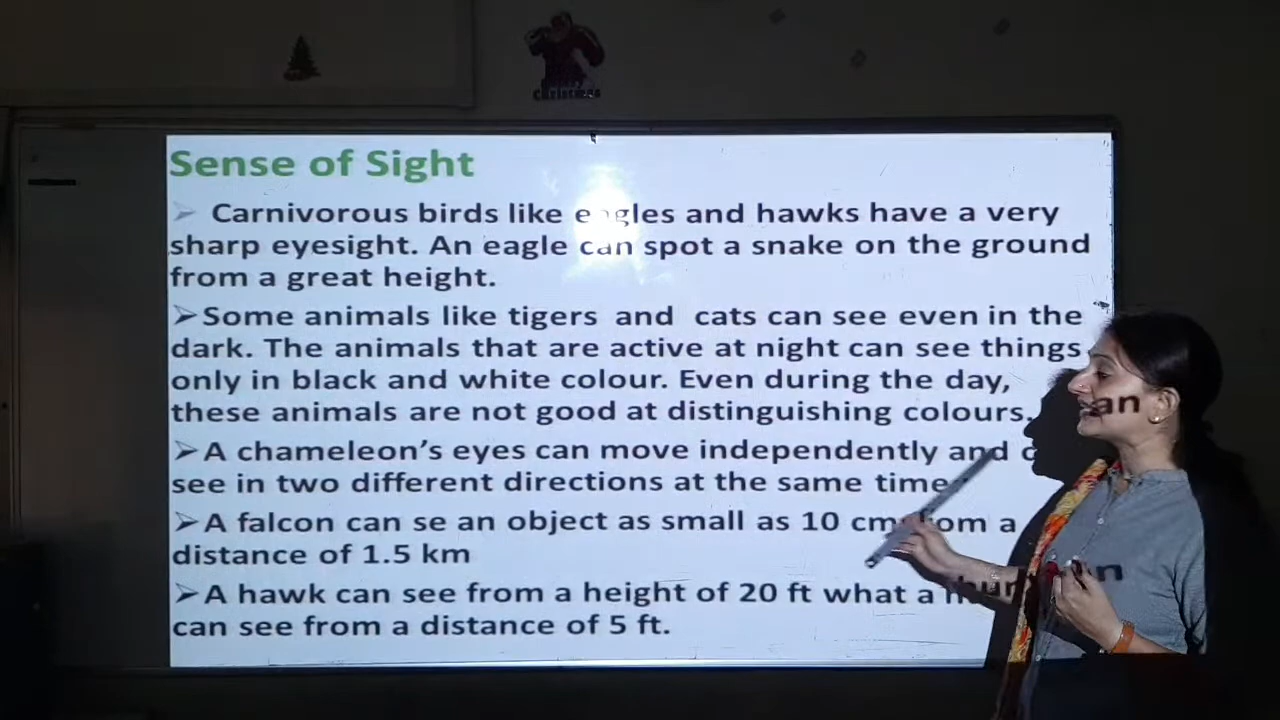 Christmas
Sense of Sight
➢ Carnivorous birds like eagles and hawks have a very
sharp eyesight. An eagle can spot a snake on the ground
from a great height.
➢Some animals like tigers and cats can see even in the
dark. The animals that are active at night can see things
only in black and white colour. Even during the day,
these animals are not good at distinguishing colours.
➢A chameleon's eyes can move independently and
see in two different directions at the same time.
➢A falcon can se an object as small as 10 cm from a
distance of 1.5 km
➢A hawk can see from a height of 20 ft what a human
can see from a distance of 5 ft.